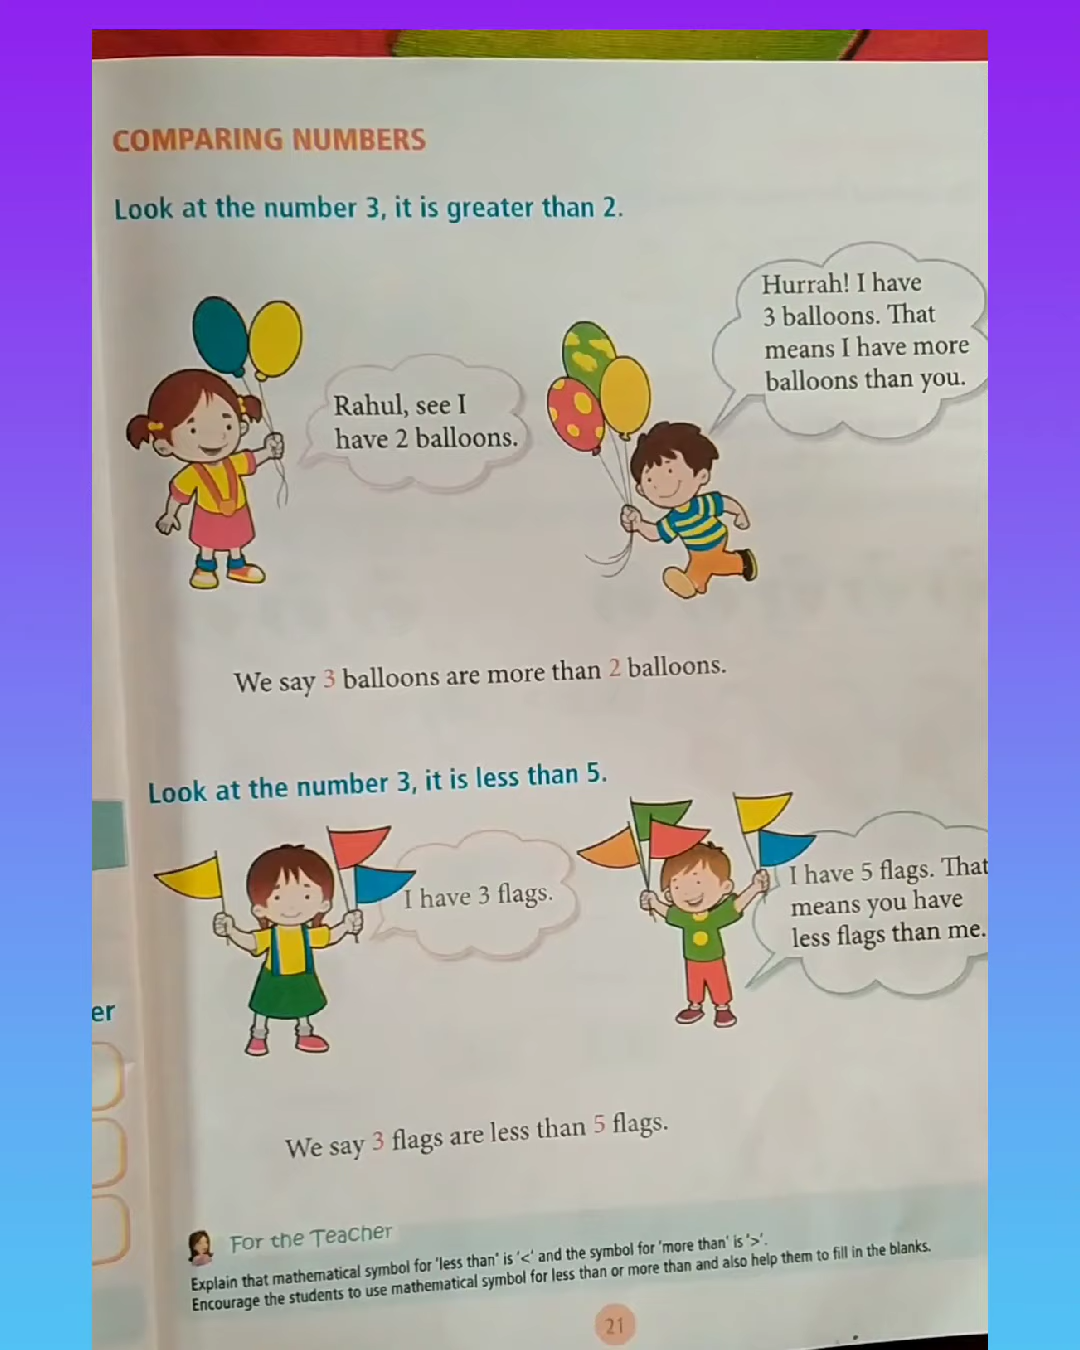 COMPARING NUMBERS
Look at the number 3, it is greater than 2.
Rahul, see I
have 2 balloons.
Hurrah! I have
3 balloons. That
means I have more
balloons than you.
We say 3 balloons are more than 2 balloons.
Look at the number 3, it is less than 5.
I have 3 flags.
I have 5 flags. That
means you have
less flags than me.
er
We say 3 flags are less than 5 flags.
For the Teacher
Explain that mathematical symbol for 'less than' is '<' and the symbol for 'more than' is '>'.
Encourage the students to use mathematical symbol for less than or more than and also help them to fill in the blanks.
21